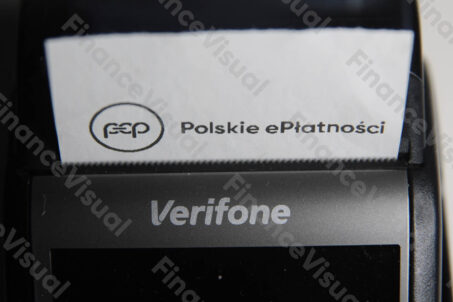 pep Polskie ePłatności
Verifone
FinanceVisual